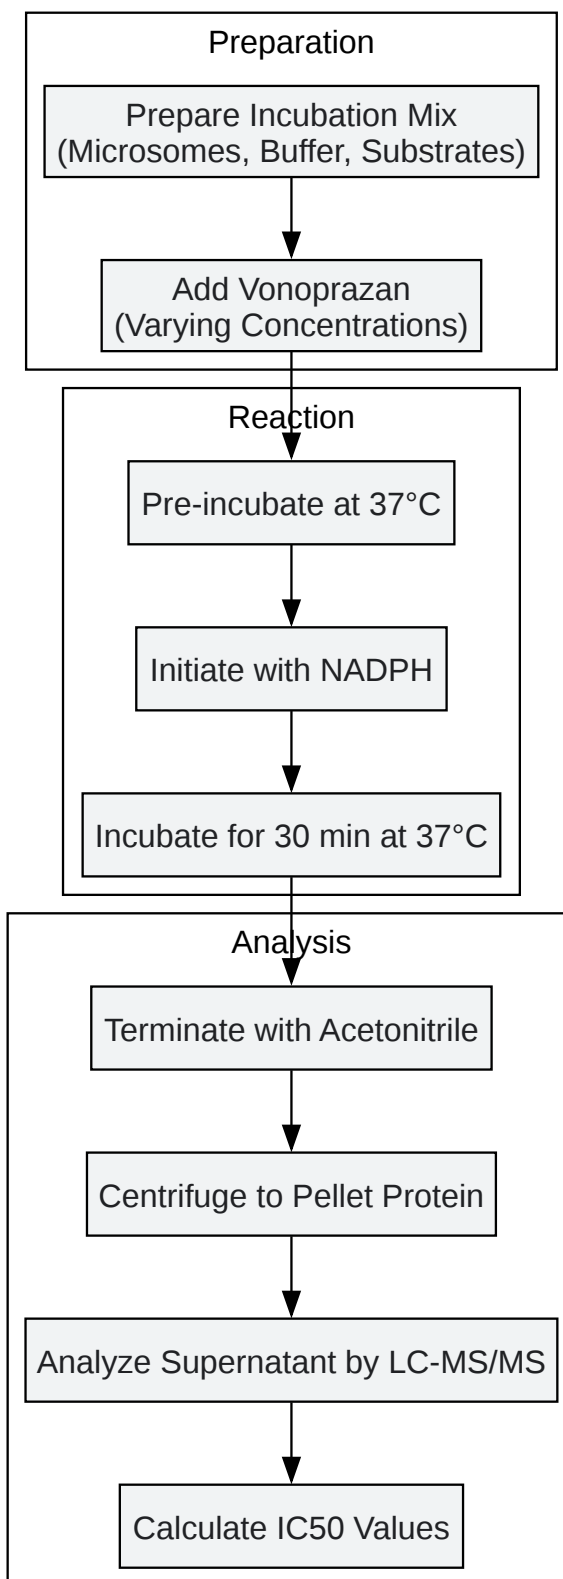 Preparation
Prepare Incubation Mix
(Microsomes, Buffer, Substrates)
Add Vonoprazan
(Varying Concentrations)
Reaction
Pre-incubate at 37°C
Initiate with NADPH
Incubate for 30 min at 37°C
Analysis
Terminate with Acetonitrile
Centrifuge to Pellet Protein
Analyze Supernatant by LC-MS/MS
Calculate IC50 Values